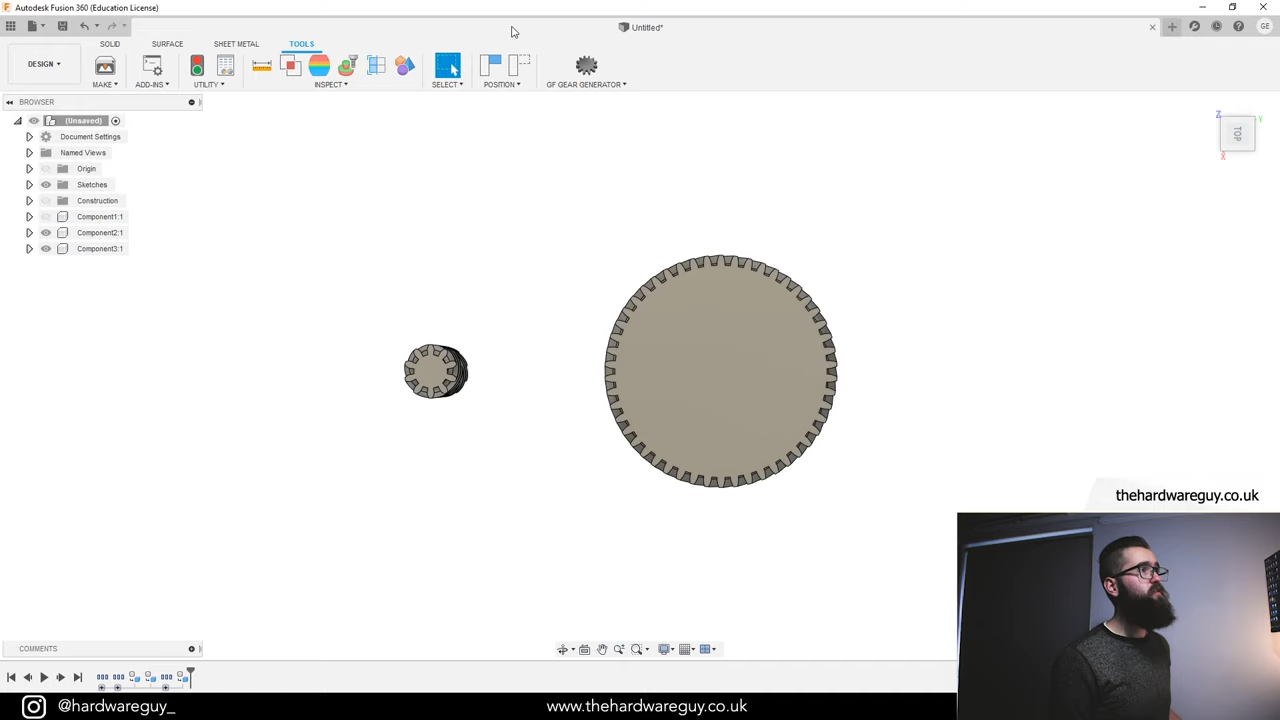 Autodesk Fusion 360 (Education License)
Untitled*
GE
DESIGN
SOLID
SURFACE
SHEET METAL
TOOLS
MAKE
ADD-INS
UTILITY
INSPECT
SELECT
POSITION
GF GEAR GENERATOR
BROWSER
(Unsaved)
Document Settings
Named Views
Origin
Sketches
Construction
Component1:1
Component2:1
Component3:1
Z
Y
TOP
X
thehardwareguy.co.uk
COMMENTS
@hardwareguy_
www.thehardwareguy.co.uk